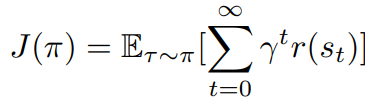 J(π) = 𝔼_{τ∼π}[∑_{t=0}^{∞} γ^t r(s_t)]